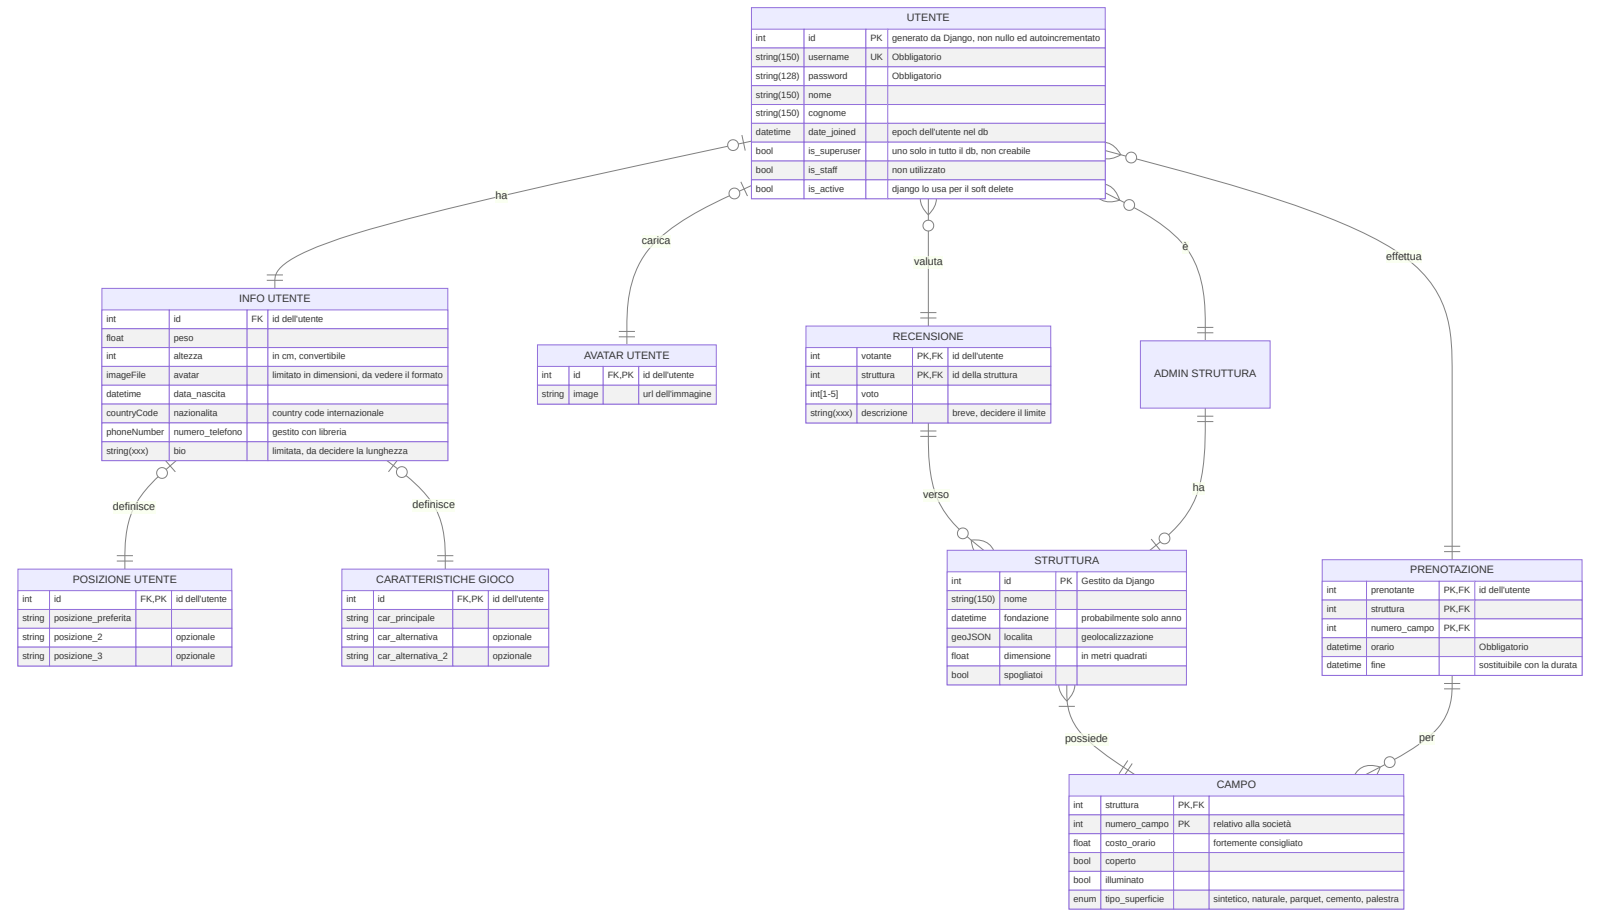 UTENTE
int id PK generato da Django, non nullo ed autoincrementato
string(150) username UK Obbligatorio
string(128) password Obbligatorio
string(150) nome
string(150) cognome
datetime date_joined epoch dell'utente nel db
bool is_superuser uno solo in tutto il db, non creabile
bool is_staff non utilizzato
bool is_active django lo usa per il soft delete
ha
carica
valuta
è
effettua
INFO UTENTE
int id FK id dell'utente
float peso
int altezza in cm, convertibile
imageFile avatar limitato in dimensioni, da vedere il formato
datetime data_nascita
countryCode nazionalita country code internazionale
phoneNumber numero_telefono gestito con libreria
string(xxx) bio limitata, da decidere la lunghezza
AVATAR UTENTE
int id FK,PK id dell'utente
string image url dell'immagine
RECENSIONE
int votante PK,FK id dell'utente
int struttura PK,FK id della struttura
int[1-5] voto
string(xxx) descrizione breve, decidere il limite
ADMIN STRUTTURA
definisce
definisce
verso
ha
POSIZIONE UTENTE
int id FK,PK id dell'utente
string posizione_preferita
string posizione_2 opzionale
string posizione_3 opzionale
CARATTERISTICHE GIOCO
int id FK,PK id dell'utente
string car_principale
string car_alternativa opzionale
string car_alternativa_2 opzionale
STRUTTURA
int id PK Gestito da Django
string(150) nome
datetime fondazione probabilmente solo anno
geoJSON localita geolocalizzazione
float dimensione in metri quadrati
bool spogliatoi
PRENOTAZIONE
int prenotante PK,FK id dell'utente
int struttura PK,FK
int numero_campo PK,FK
datetime orario Obbligatorio
datetime fine sostituibile con la durata
possiede
per
CAMPO
int struttura PK,FK
int numero_campo PK relativo alla società
float costo_orario fortemente consigliato
bool coperto
bool illuminato
enum tipo_superficie sintetico, naturale, parquet, cemento, palestra